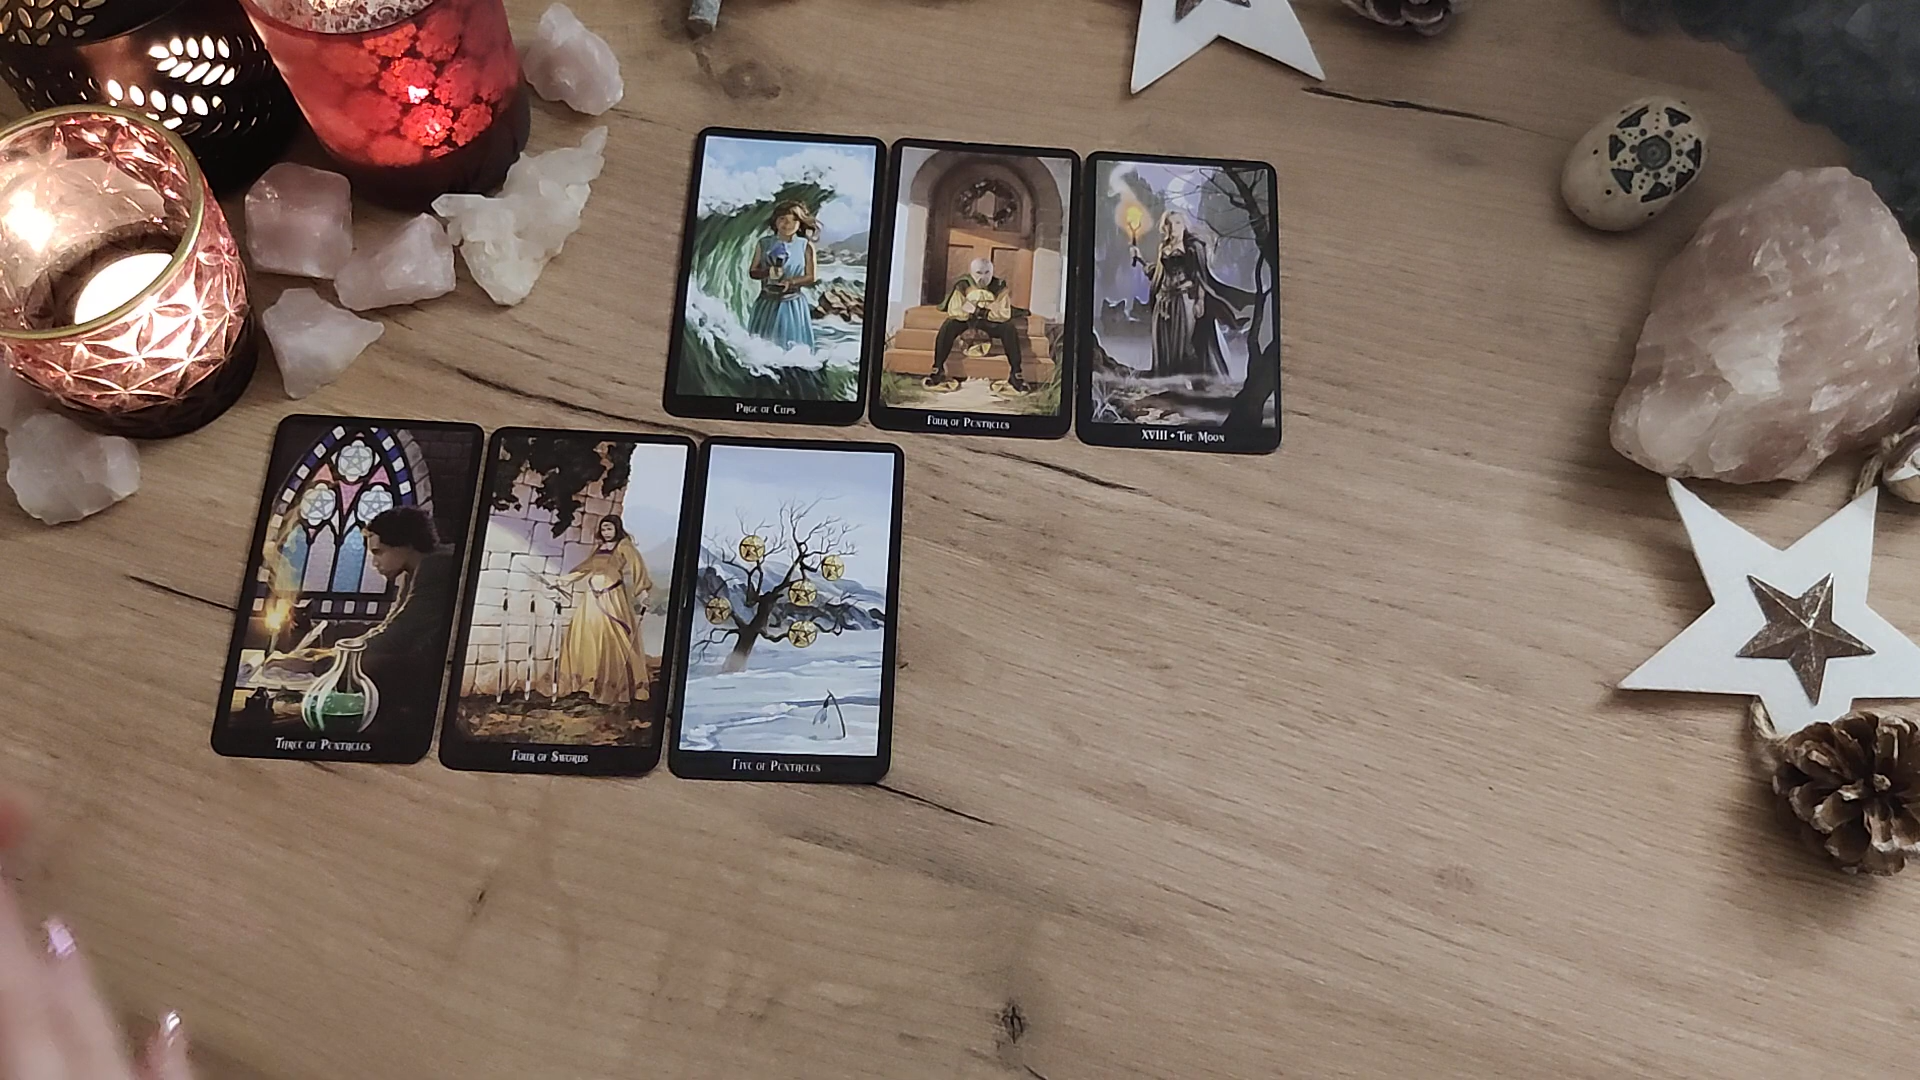 Page of Cups
Four of Pentacles
XVIII • The Moon
Three of Pentacles
Four of Swords
Five of Pentacles